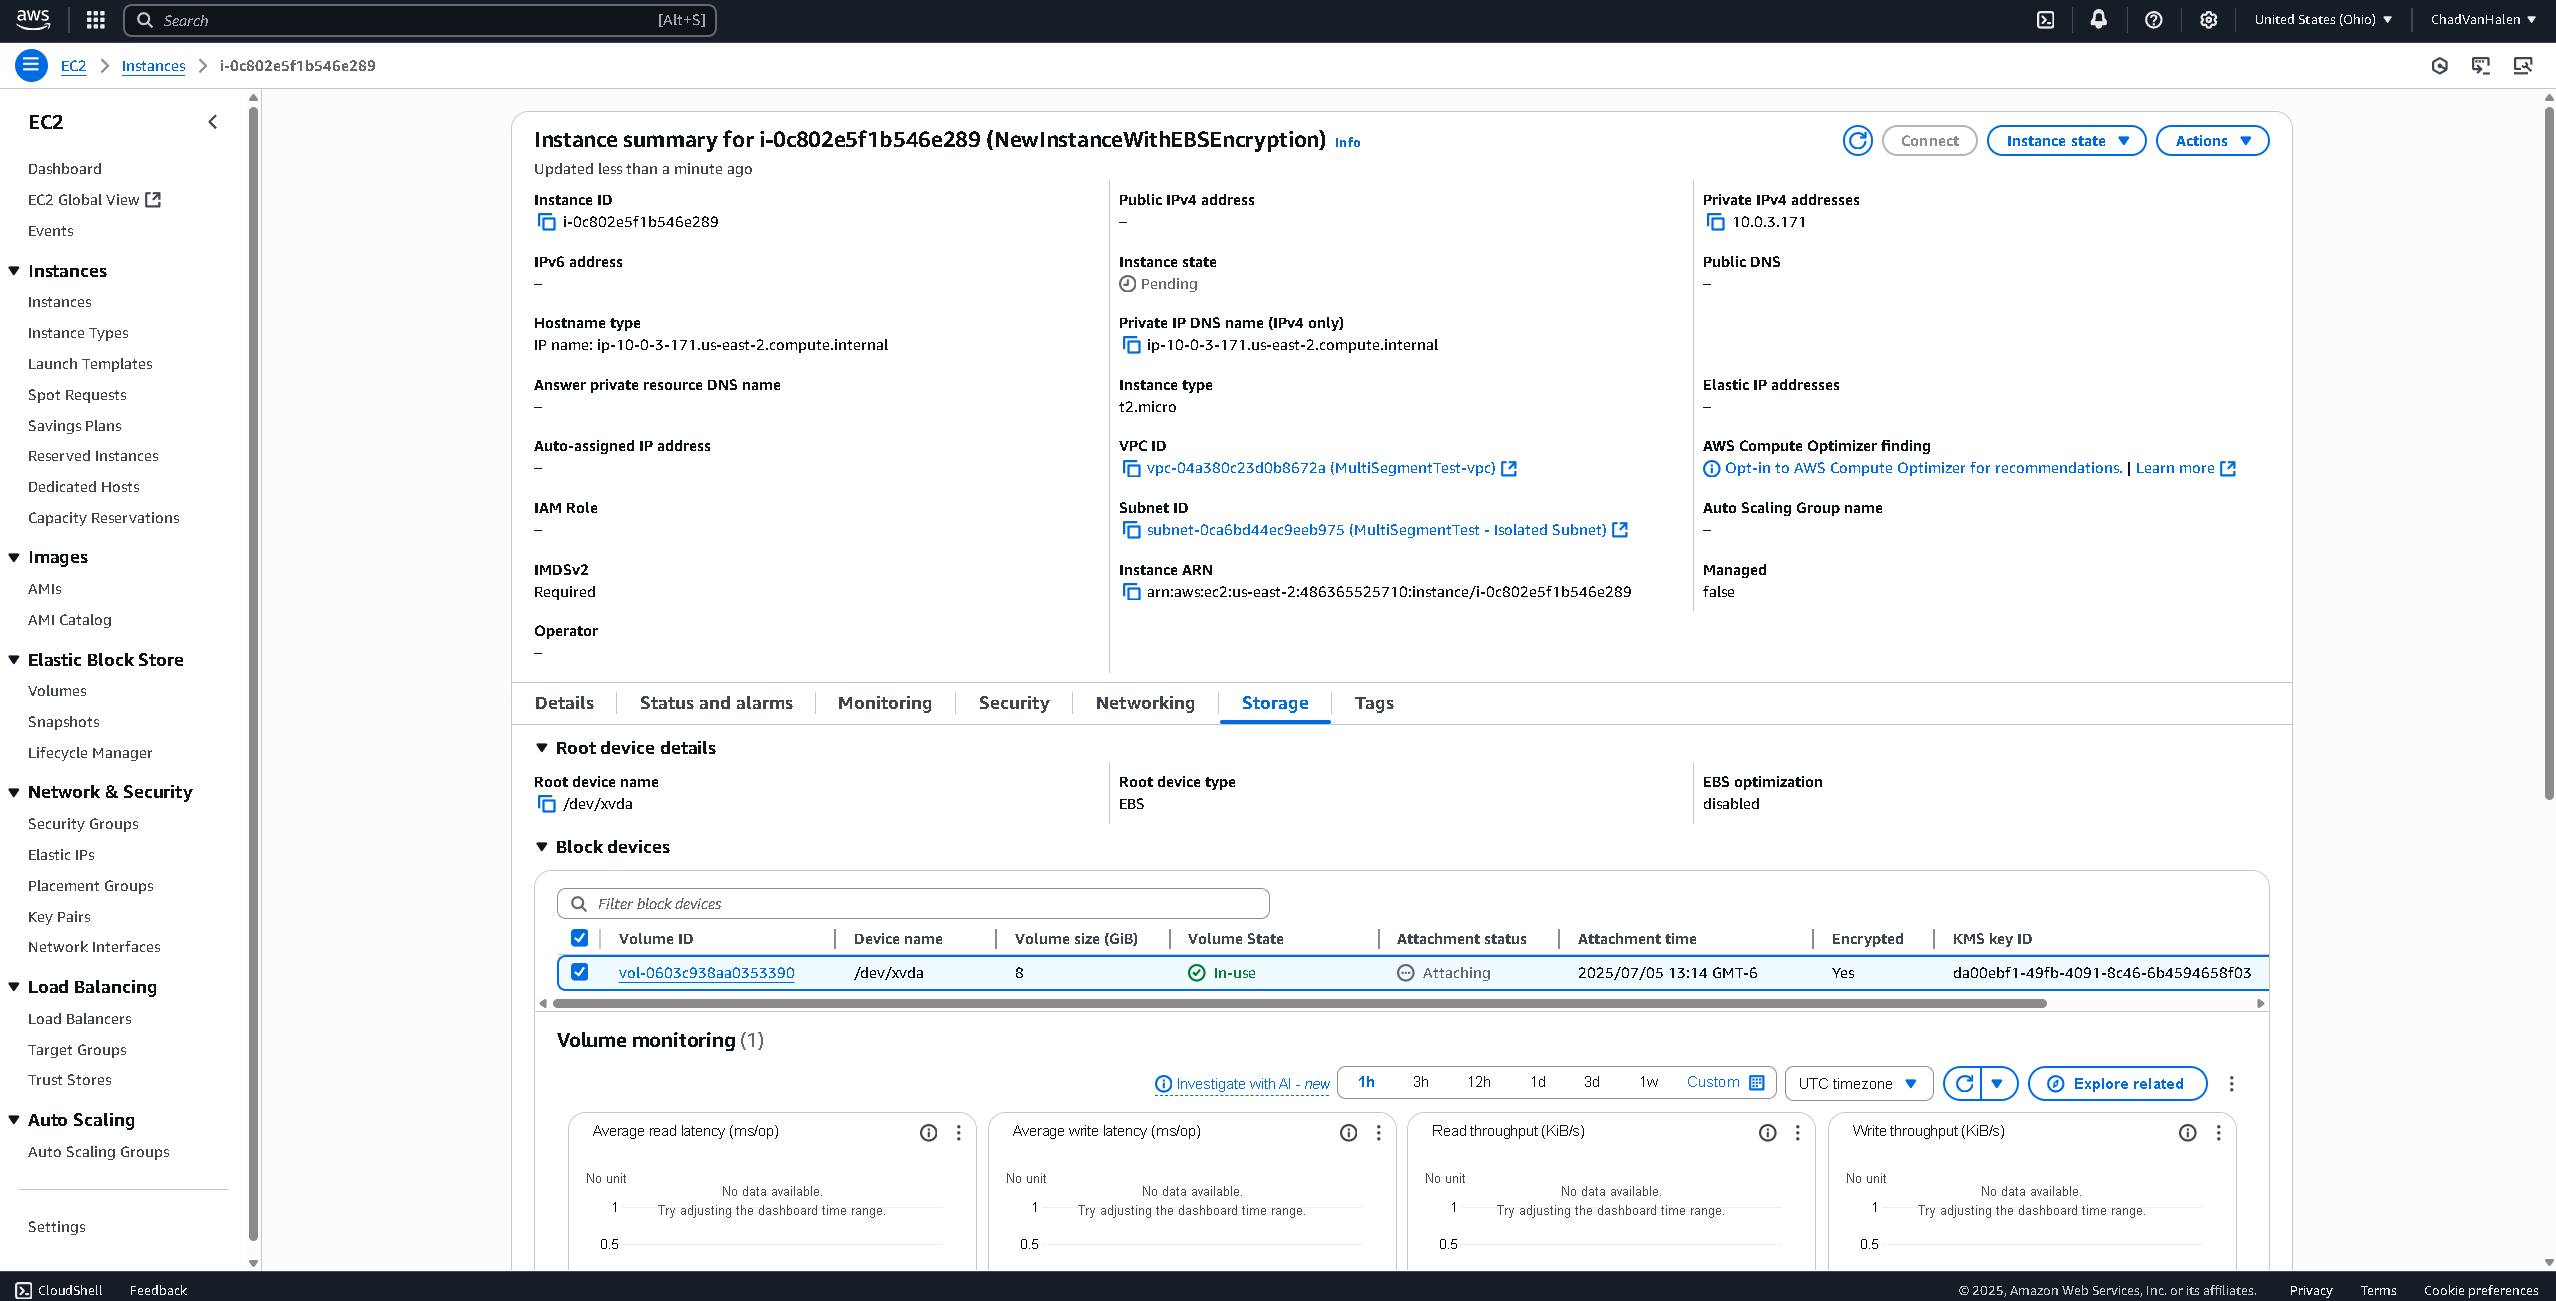 aws
Search [Alt+S]
United States (Ohio)
ChadVanHalen
EC2 Instances i-0c802e5f1b546e289
EC2
Dashboard
EC2 Global View
Events
Instances
Instances
Instance Types
Launch Templates
Spot Requests
Savings Plans
Reserved Instances
Dedicated Hosts
Capacity Reservations
Images
AMIs
AMI Catalog
Elastic Block Store
Volumes
Snapshots
Lifecycle Manager
Network & Security
Security Groups
Elastic IPs
Placement Groups
Key Pairs
Network Interfaces
Load Balancing
Load Balancers
Target Groups
Trust Stores
Auto Scaling
Auto Scaling Groups
Settings
Instance summary for i-0c802e5f1b546e289 (NewInstanceWithEBSEncryption) Info
Updated less than a minute ago
Connect Instance state Actions
Instance ID
i-0c802e5f1b546e289
Public IPv4 address
–
Private IPv4 addresses
10.0.3.171
IPv6 address
–
Instance state
Pending
Public DNS
–
Hostname type
IP name: ip-10-0-3-171.us-east-2.compute.internal
Private IP DNS name (IPv4 only)
ip-10-0-3-171.us-east-2.compute.internal
Answer private resource DNS name
–
Instance type
t2.micro
Elastic IP addresses
–
Auto-assigned IP address
–
VPC ID
vpc-04a380c23d0b8672a (MultiSegmentTest-vpc)
AWS Compute Optimizer finding
Opt-in to AWS Compute Optimizer for recommendations. | Learn more
IAM Role
–
Subnet ID
subnet-0ca6bd44ec9eeb975 (MultiSegmentTest - Isolated Subnet)
Auto Scaling Group name
–
IMDSv2
Required
Instance ARN
arn:aws:ec2:us-east-2:486365525710:instance/i-0c802e5f1b546e289
Managed
false
Operator
–
Details Status and alarms Monitoring Security Networking Storage Tags
Root device details
Root device name
/dev/xvda
Root device type
EBS
EBS optimization
disabled
Block devices
Filter block devices
Volume ID Device name Volume size (GiB) Volume State Attachment status Attachment time Encrypted KMS key ID
vol-0603c938aa0353390 /dev/xvda 8 In-use Attaching 2025/07/05 13:14 GMT-6 Yes da00ebf1-49fb-4091-8c46-6b4594658f03
Volume monitoring (1)
Investigate with AI - new 1h 3h 12h 1d 3d 1w Custom UTC timezone Explore related
Average read latency (ms/op)
No unit
No data available.
Try adjusting the dashboard time range.
1
0.5
Average write latency (ms/op)
No unit
No data available.
Try adjusting the dashboard time range.
1
0.5
Read throughput (KiB/s)
No unit
No data available.
Try adjusting the dashboard time range.
1
0.5
Write throughput (KiB/s)
No unit
No data available.
Try adjusting the dashboard time range.
1
0.5
CloudShell Feedback
© 2025, Amazon Web Services, Inc. or its affiliates. Privacy Terms Cookie preferences